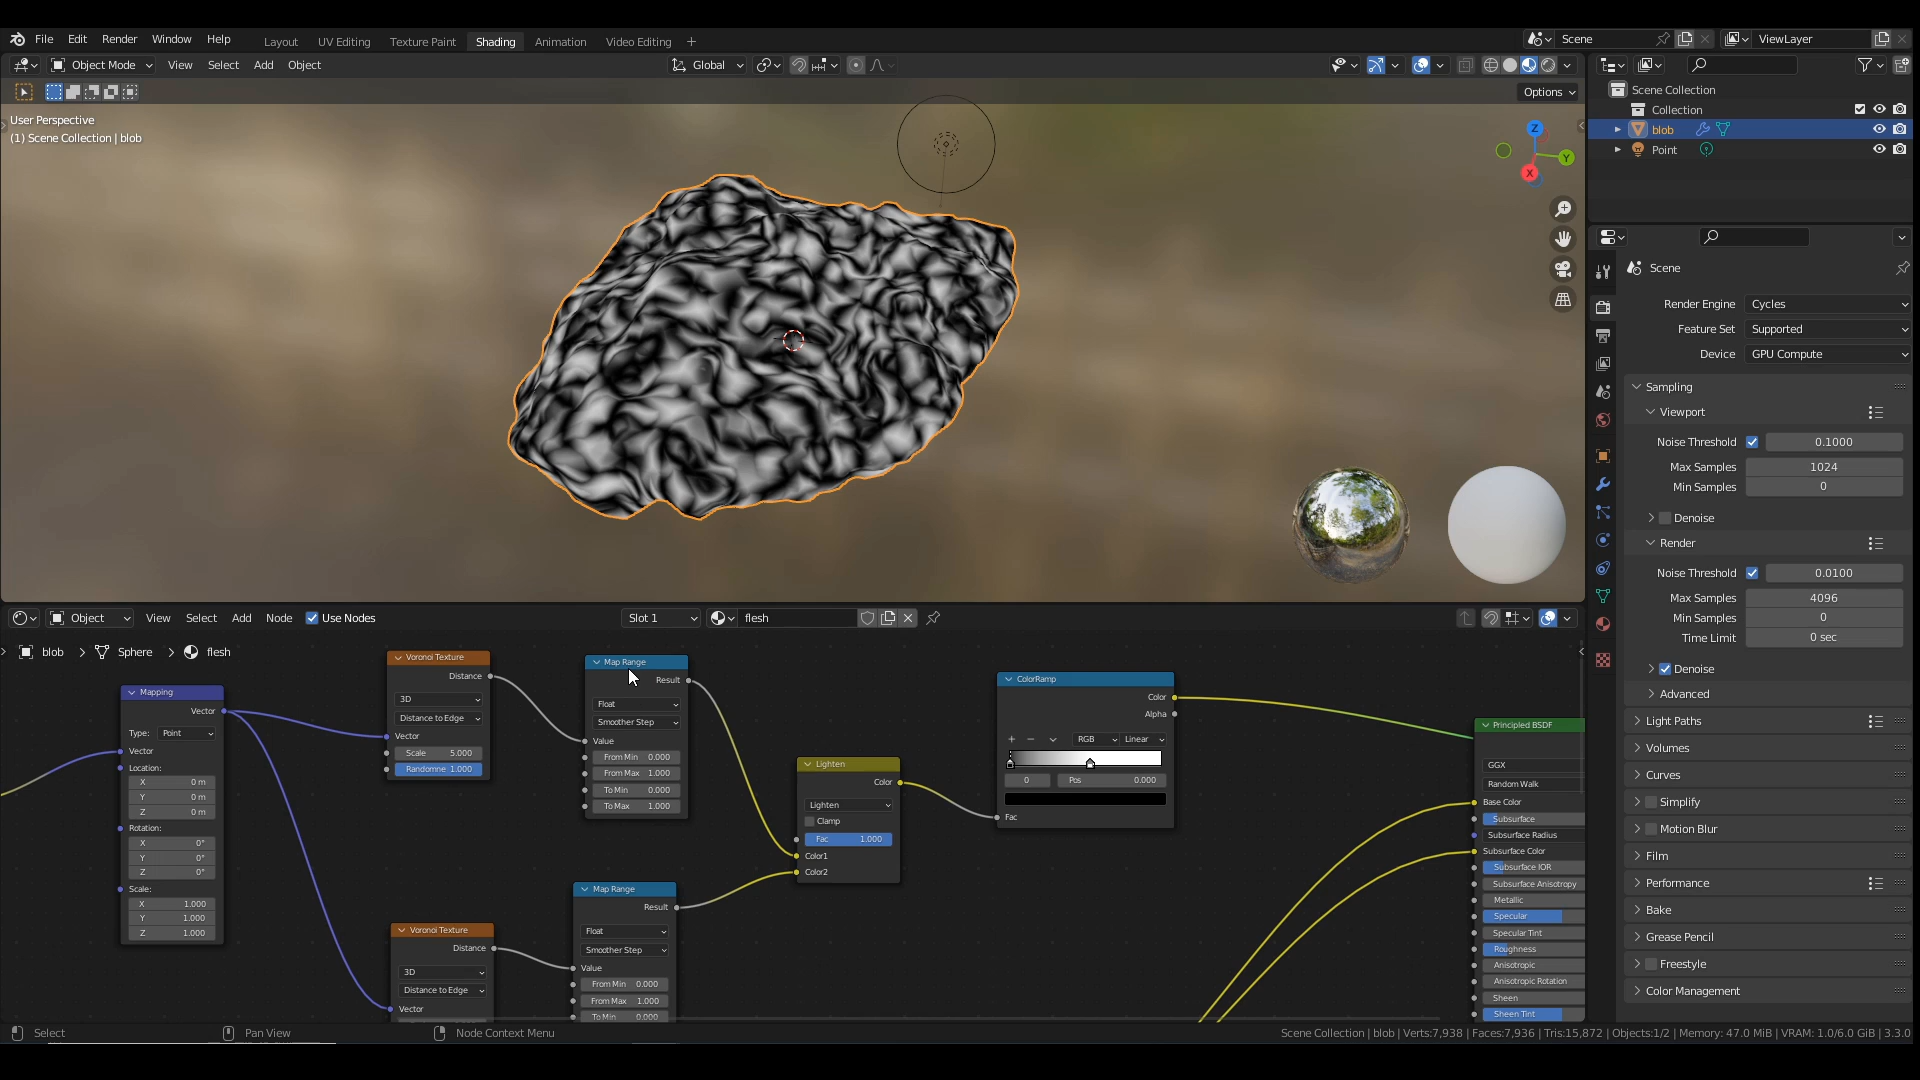 File Edit Render Window Help Layout UV Editing Texture Paint Shading Animation Video Editing + Scene ViewLayer
Object Mode View Select Add Object Global
Options
User Perspective
(1) Scene Collection | blob
Z
Y
X
Scene Collection
Collection
blob
Point
Scene
Render Engine Cycles
Feature Set Supported
Device GPU Compute
Sampling
Viewport
Noise Threshold 0.1000
Max Samples 1024
Min Samples 0
Denoise
Render
Noise Threshold 0.0100
Max Samples 4096
Min Samples 0
Time Limit 0 sec
Denoise
Advanced
Light Paths
Volumes
Curves
Simplify
Motion Blur
Film
Performance
Bake
Grease Pencil
Freestyle
Color Management
Object View Select Add Node Use Nodes Slot 1 flesh
blob > Sphere > flesh
Mapping
Vector
Type: Point
Vector
Location:
X 0 m
Y 0 m
Z 0 m
Rotation:
X 0°
Y 0°
Z 0°
Scale:
X 1.000
Y 1.000
Z 1.000
Voronoi Texture
Distance
3D
Distance to Edge
Vector
Scale 5.000
Randomne 1.000
Voronoi Texture
Distance
3D
Distance to Edge
Vector
Map Range
Result
Float
Smoother Step
Value
From Min 0.000
From Max 1.000
To Min 0.000
To Max 1.000
Map Range
Result
Float
Smoother Step
Value
From Min 0.000
From Max 1.000
To Min 0.000
Lighten
Color
Lighten
Clamp
Fac 1.000
Color1
Color2
ColorRamp
Color
Alpha
RGB Linear
0 Pos 0.000
Fac
Principled BSDF
GGX
Random Walk
Base Color
Subsurface
Subsurface Radius
Subsurface Color
Subsurface IOR
Subsurface Anisotropy
Metallic
Specular
Specular Tint
Roughness
Anisotropic
Anisotropic Rotation
Sheen
Sheen Tint
Select Pan View Node Context Menu Scene Collection | blob | Verts:7,938 | Faces:7,936 | Tris:15,872 | Objects:1/2 | Memory: 47.0 MiB | VRAM: 1.0/6.0 GiB | 3.3.0